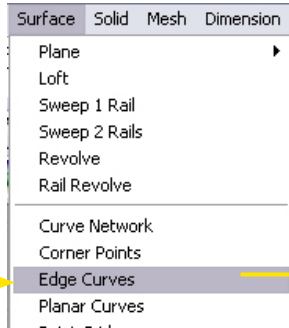 Surface Solid Mesh Dimension
Plane
Loft
Sweep 1 Rail
Sweep 2 Rails
Revolve
Rail Revolve
Curve Network
Corner Points
Edge Curves
Planar Curves